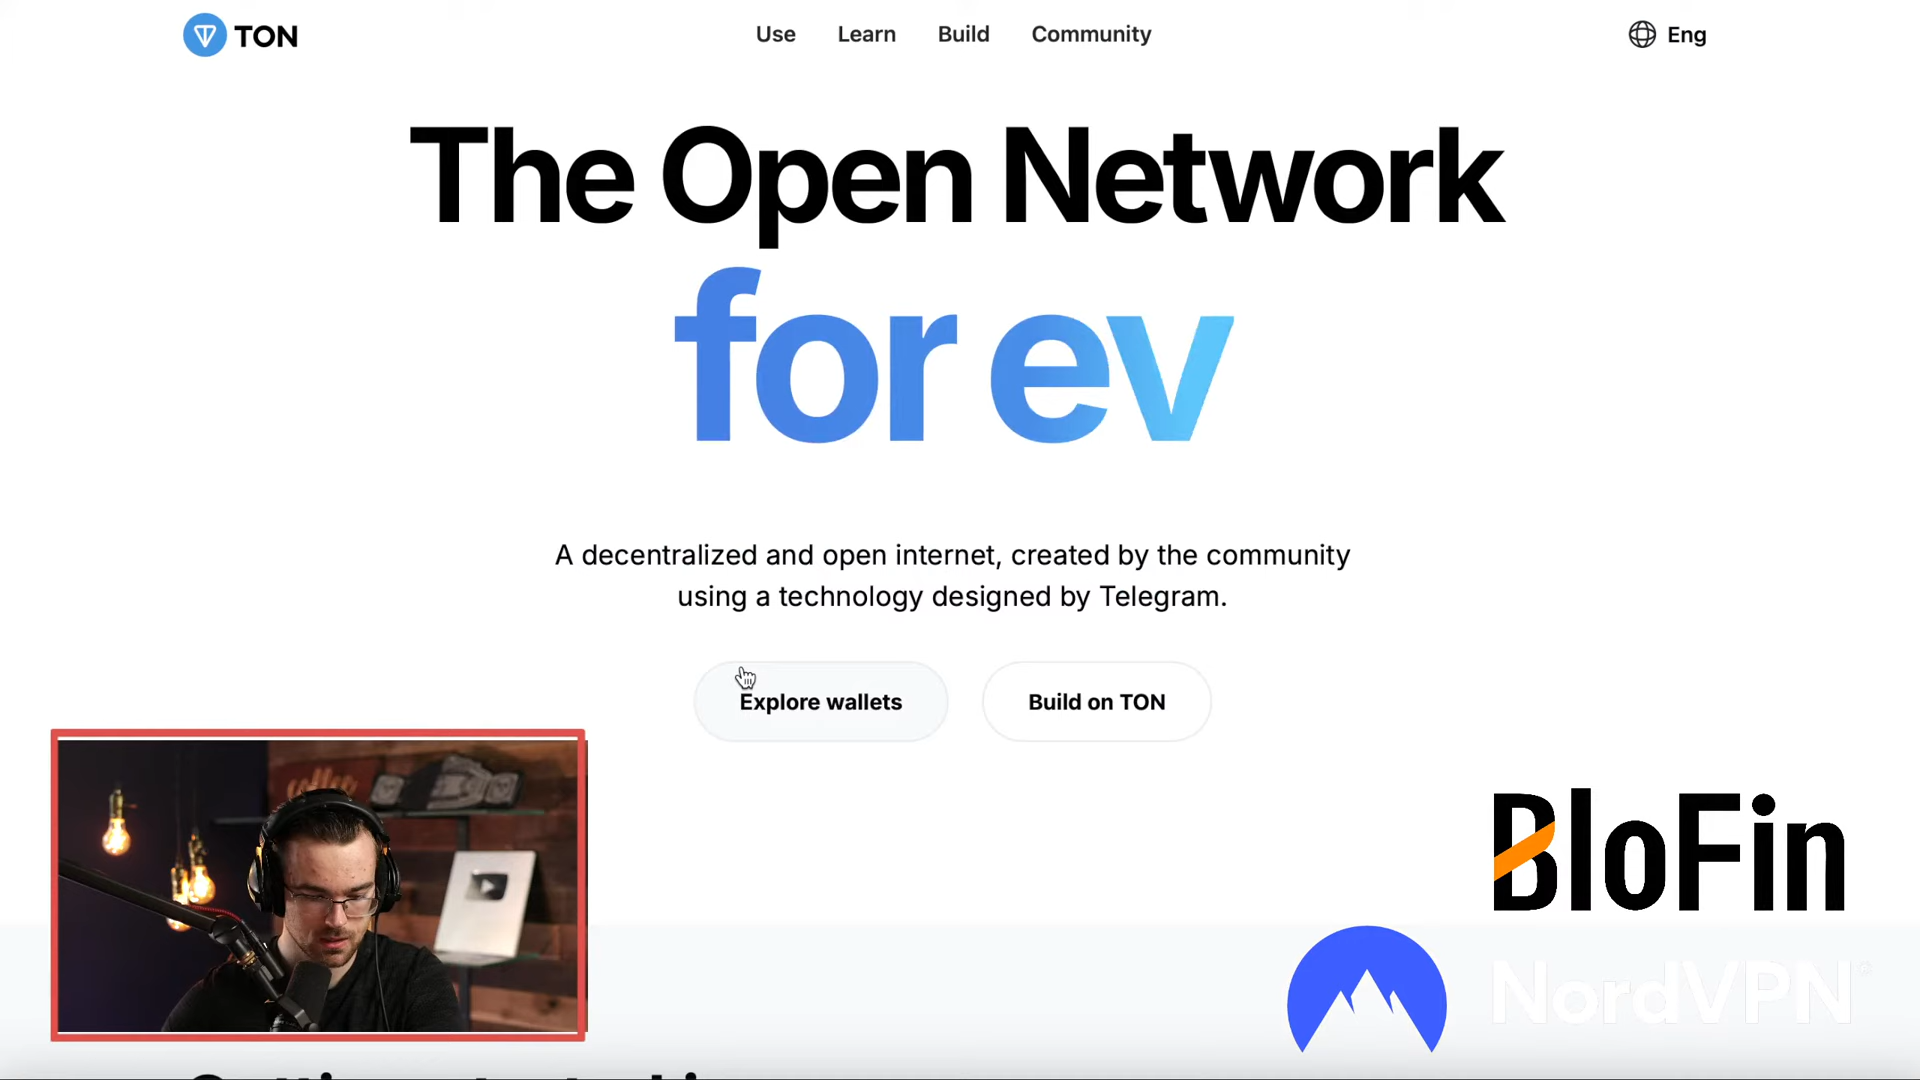 TON
Use Learn Build Community
Eng
The Open Network
for ev
A decentralized and open internet, created by the community
using a technology designed by Telegram.
Explore wallets
Build on TON
BloFin
NordVPN®